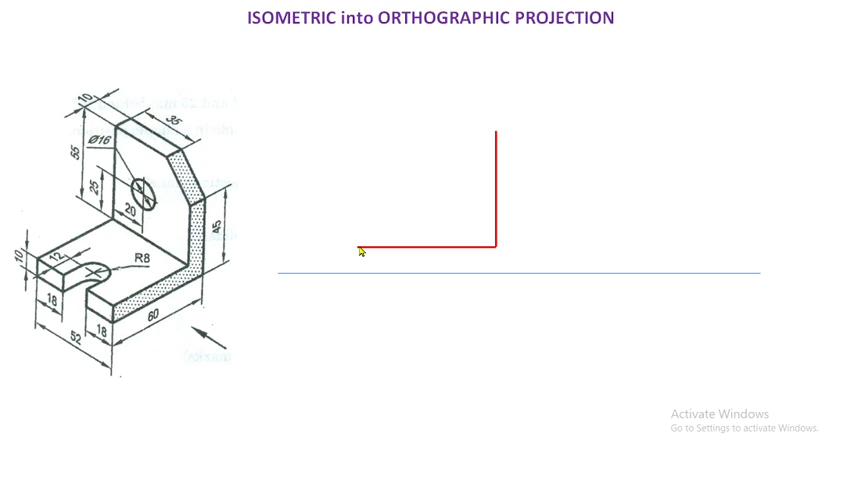 ISOMETRIC into ORTHOGRAPHIC PROJECTION
10
35
Ø16
55
25
20
45
10
12
R8
18
18
60
52
Activate Windows
Go to Settings to activate Windows.